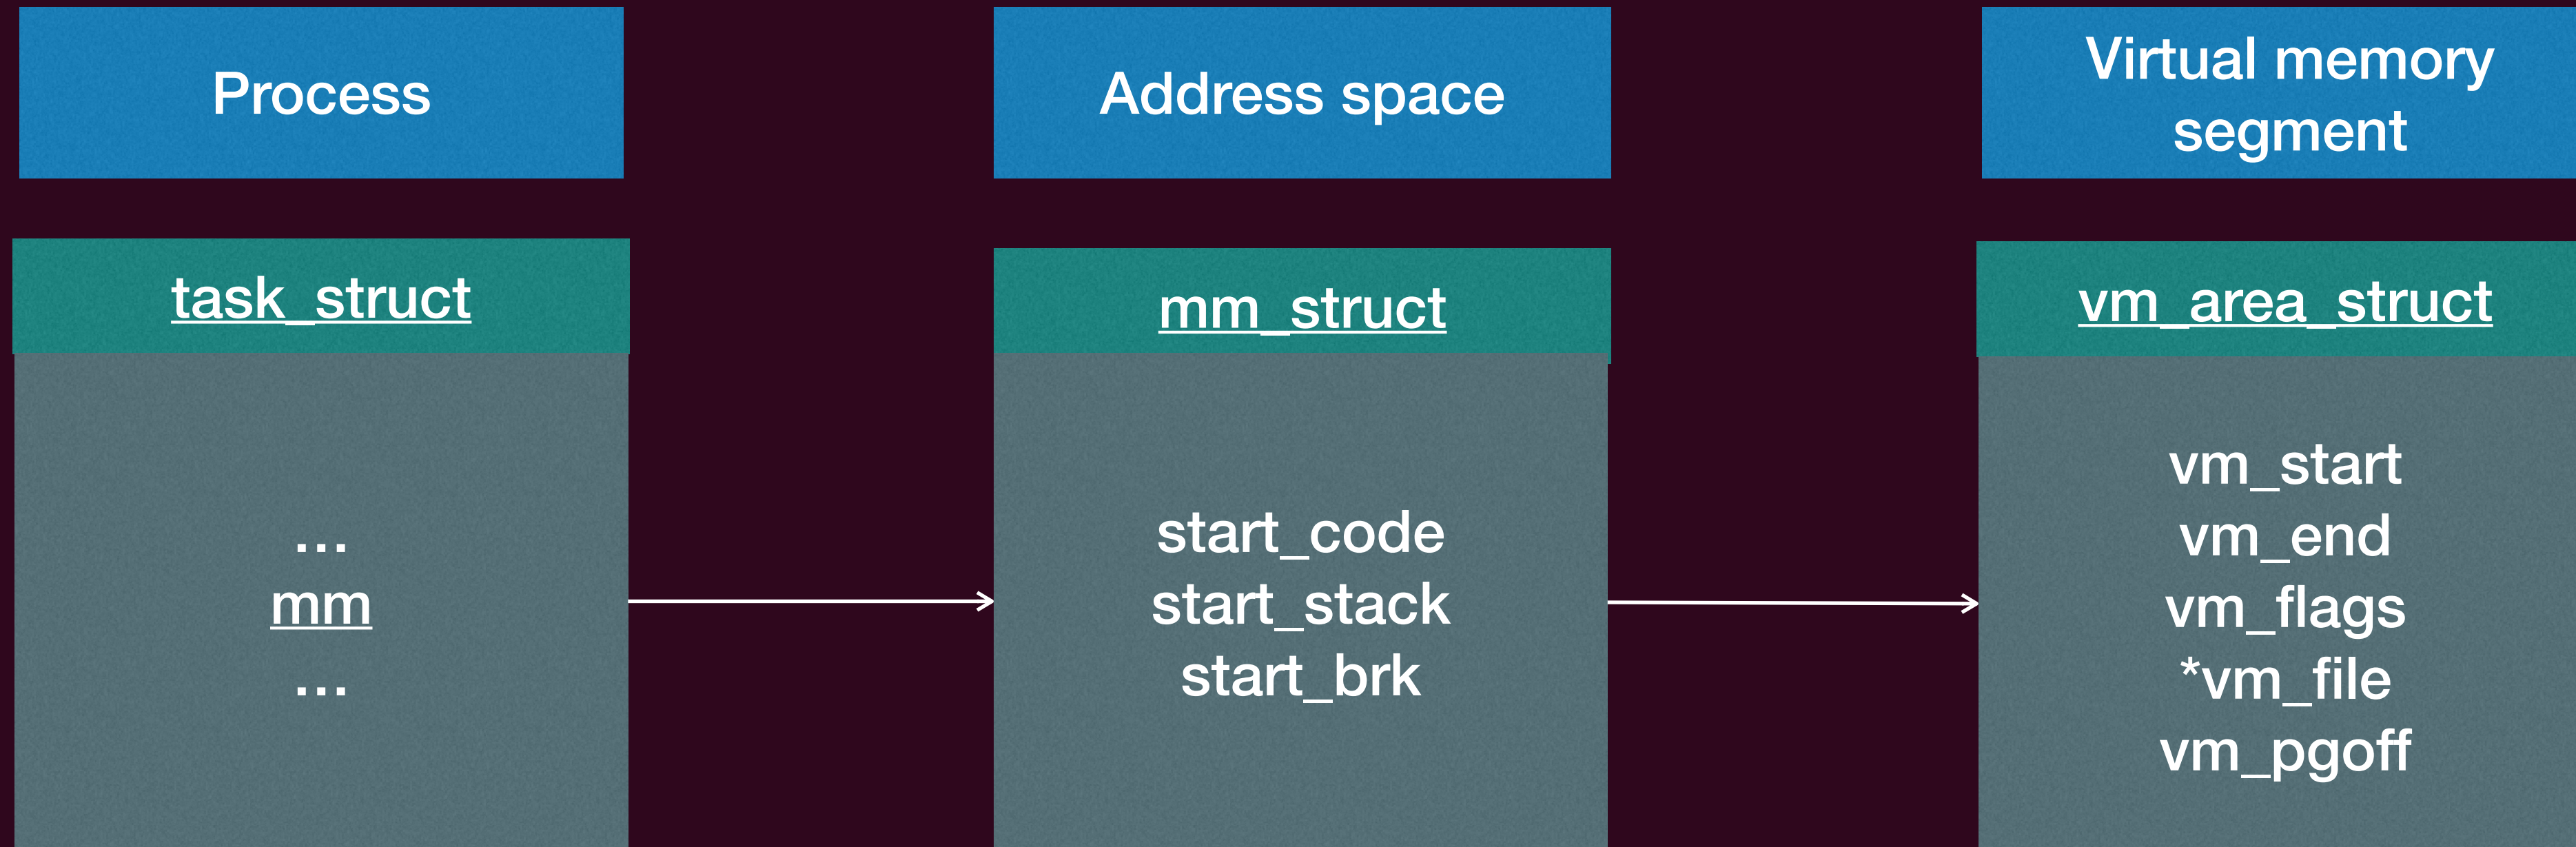 Process
Address space
Virtual memory
segment
task_struct
mm_struct
vm_area_struct
...
mm
...
start_code
start_stack
start_brk
vm_start
vm_end
vm_flags
*vm_file
vm_pgoff